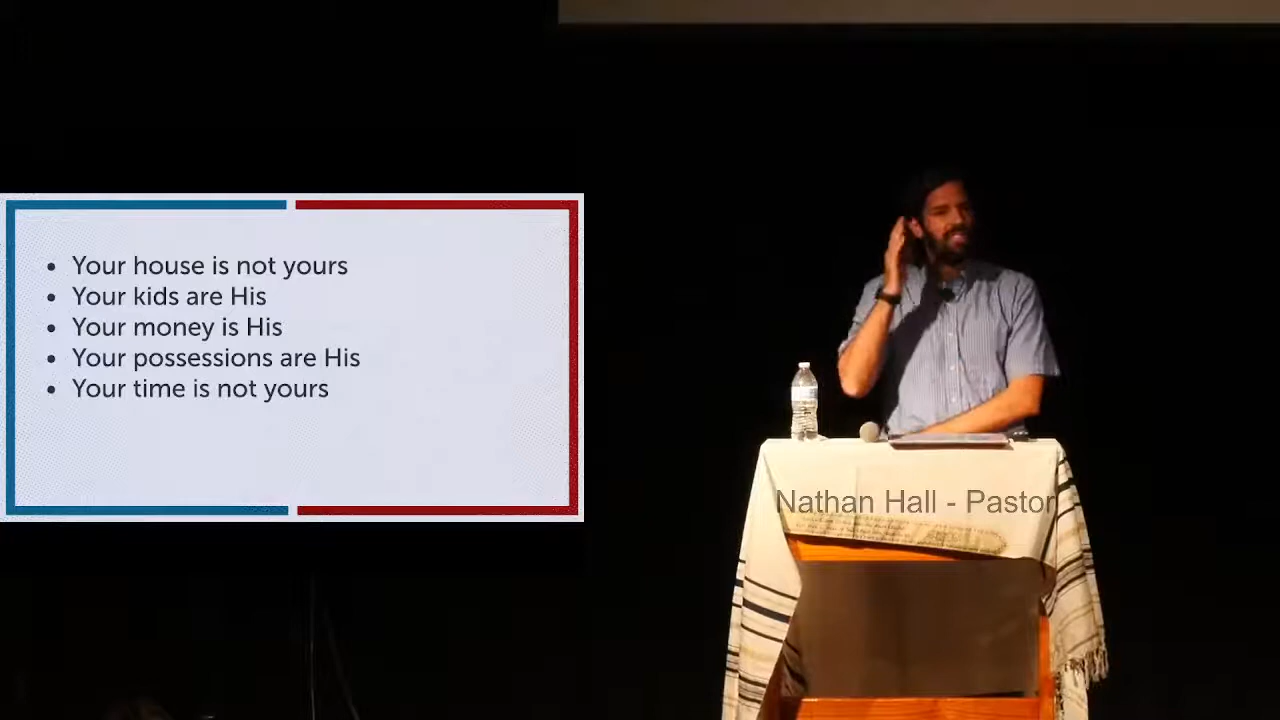 • Your house is not yours
• Your kids are His
• Your money is His
• Your possessions are His
• Your time is not yours
Nathan Hall - Pastor